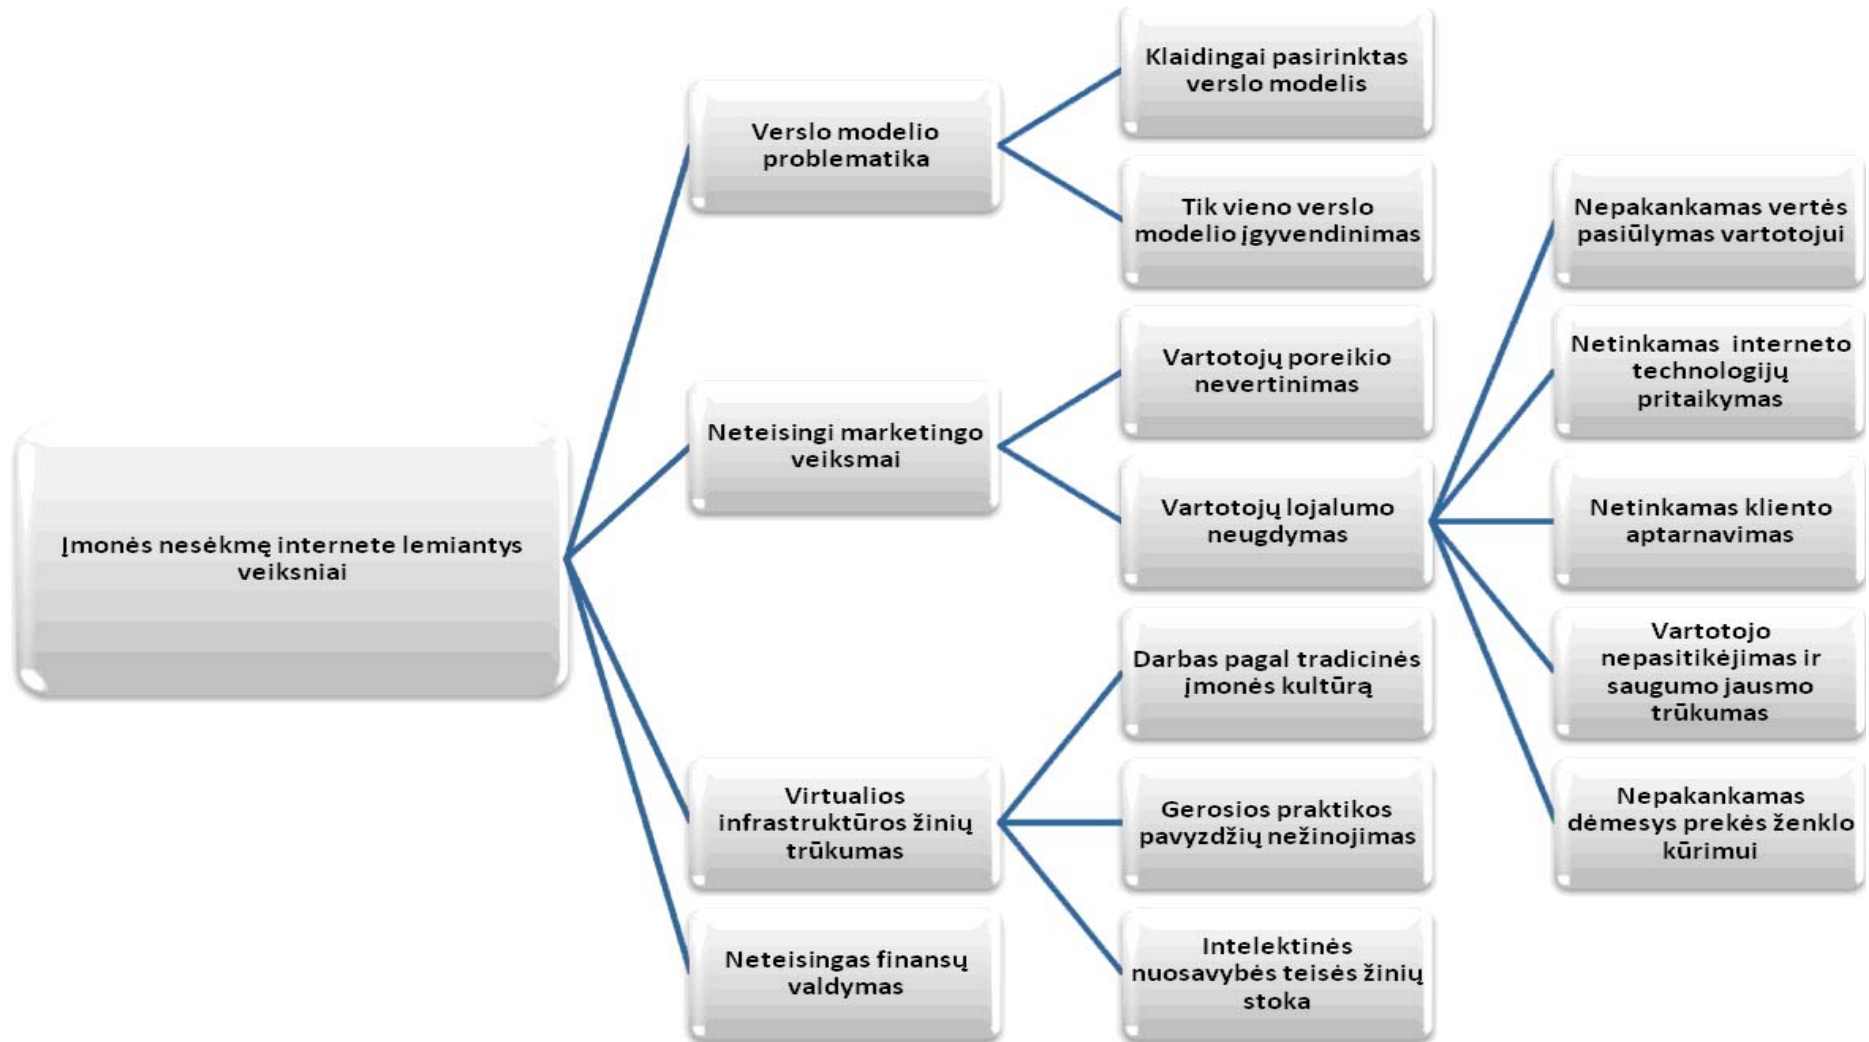 Įmonės nesėkmę internete lemiantys
veiksniai
Verslo modelio
problematika
Klaidingai pasirinktas
verslo modelis
Tik vieno verslo
modelio įgyvendinimas
Neteisingi marketingo
veiksmai
Vartotojų poreikio
nevertinimas
Vartotojų lojalumo
neugdymas
Nepakankamas vertės
pasiūlymas vartotojui
Netinkamas interneto
technologijų
pritaikymas
Netinkamas kliento
aptarnavimas
Vartotojo
nepasitikėjimas ir
saugumo jausmo
trūkumas
Nepakankamas
dėmesys prekės ženklo
kūrimui
Virtualios
infrastruktūros žinių
trūkumas
Darbas pagal tradicinės
įmonės kultūrą
Gerosios praktikos
pavyzdžių nežinojimas
Intelektinės
nuosavybės teisės žinių
stoka
Neteisingas finansų
valdymas